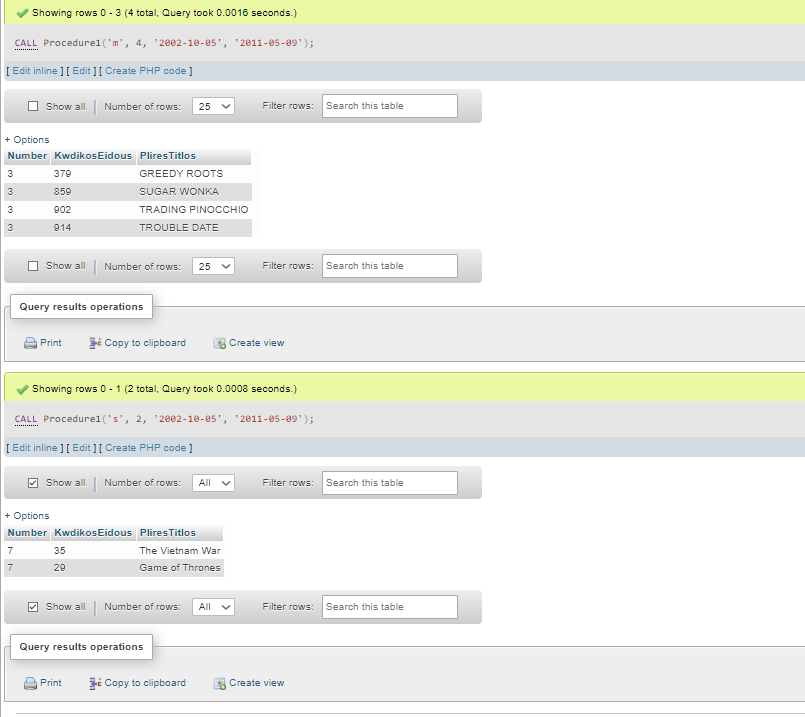 Showing rows 0 - 3 (4 total, Query took 0.0016 seconds.)
CALL Procedure1('m', 4, '2002-10-05', '2011-05-09');
[ Edit inline ] [ Edit ] [ Create PHP code ]
Show all | Number of rows: 25 Filter rows: Search this table
+ Options
Number KwdikosEidous PliresTitlos
3 379 GREEDY ROOTS
3 859 SUGAR WONKA
3 902 TRADING PINOCCHIO
3 914 TROUBLE DATE
Show all | Number of rows: 25 Filter rows: Search this table
Query results operations
Print Copy to clipboard Create view
Showing rows 0 - 1 (2 total, Query took 0.0008 seconds.)
CALL Procedure1('s', 2, '2002-10-05', '2011-05-09');
[ Edit inline ] [ Edit ] [ Create PHP code ]
Show all | Number of rows: All Filter rows: Search this table
+ Options
Number KwdikosEidous PliresTitlos
7 35 The Vietnam War
7 29 Game of Thrones
Show all | Number of rows: All Filter rows: Search this table
Query results operations
Print Copy to clipboard Create view